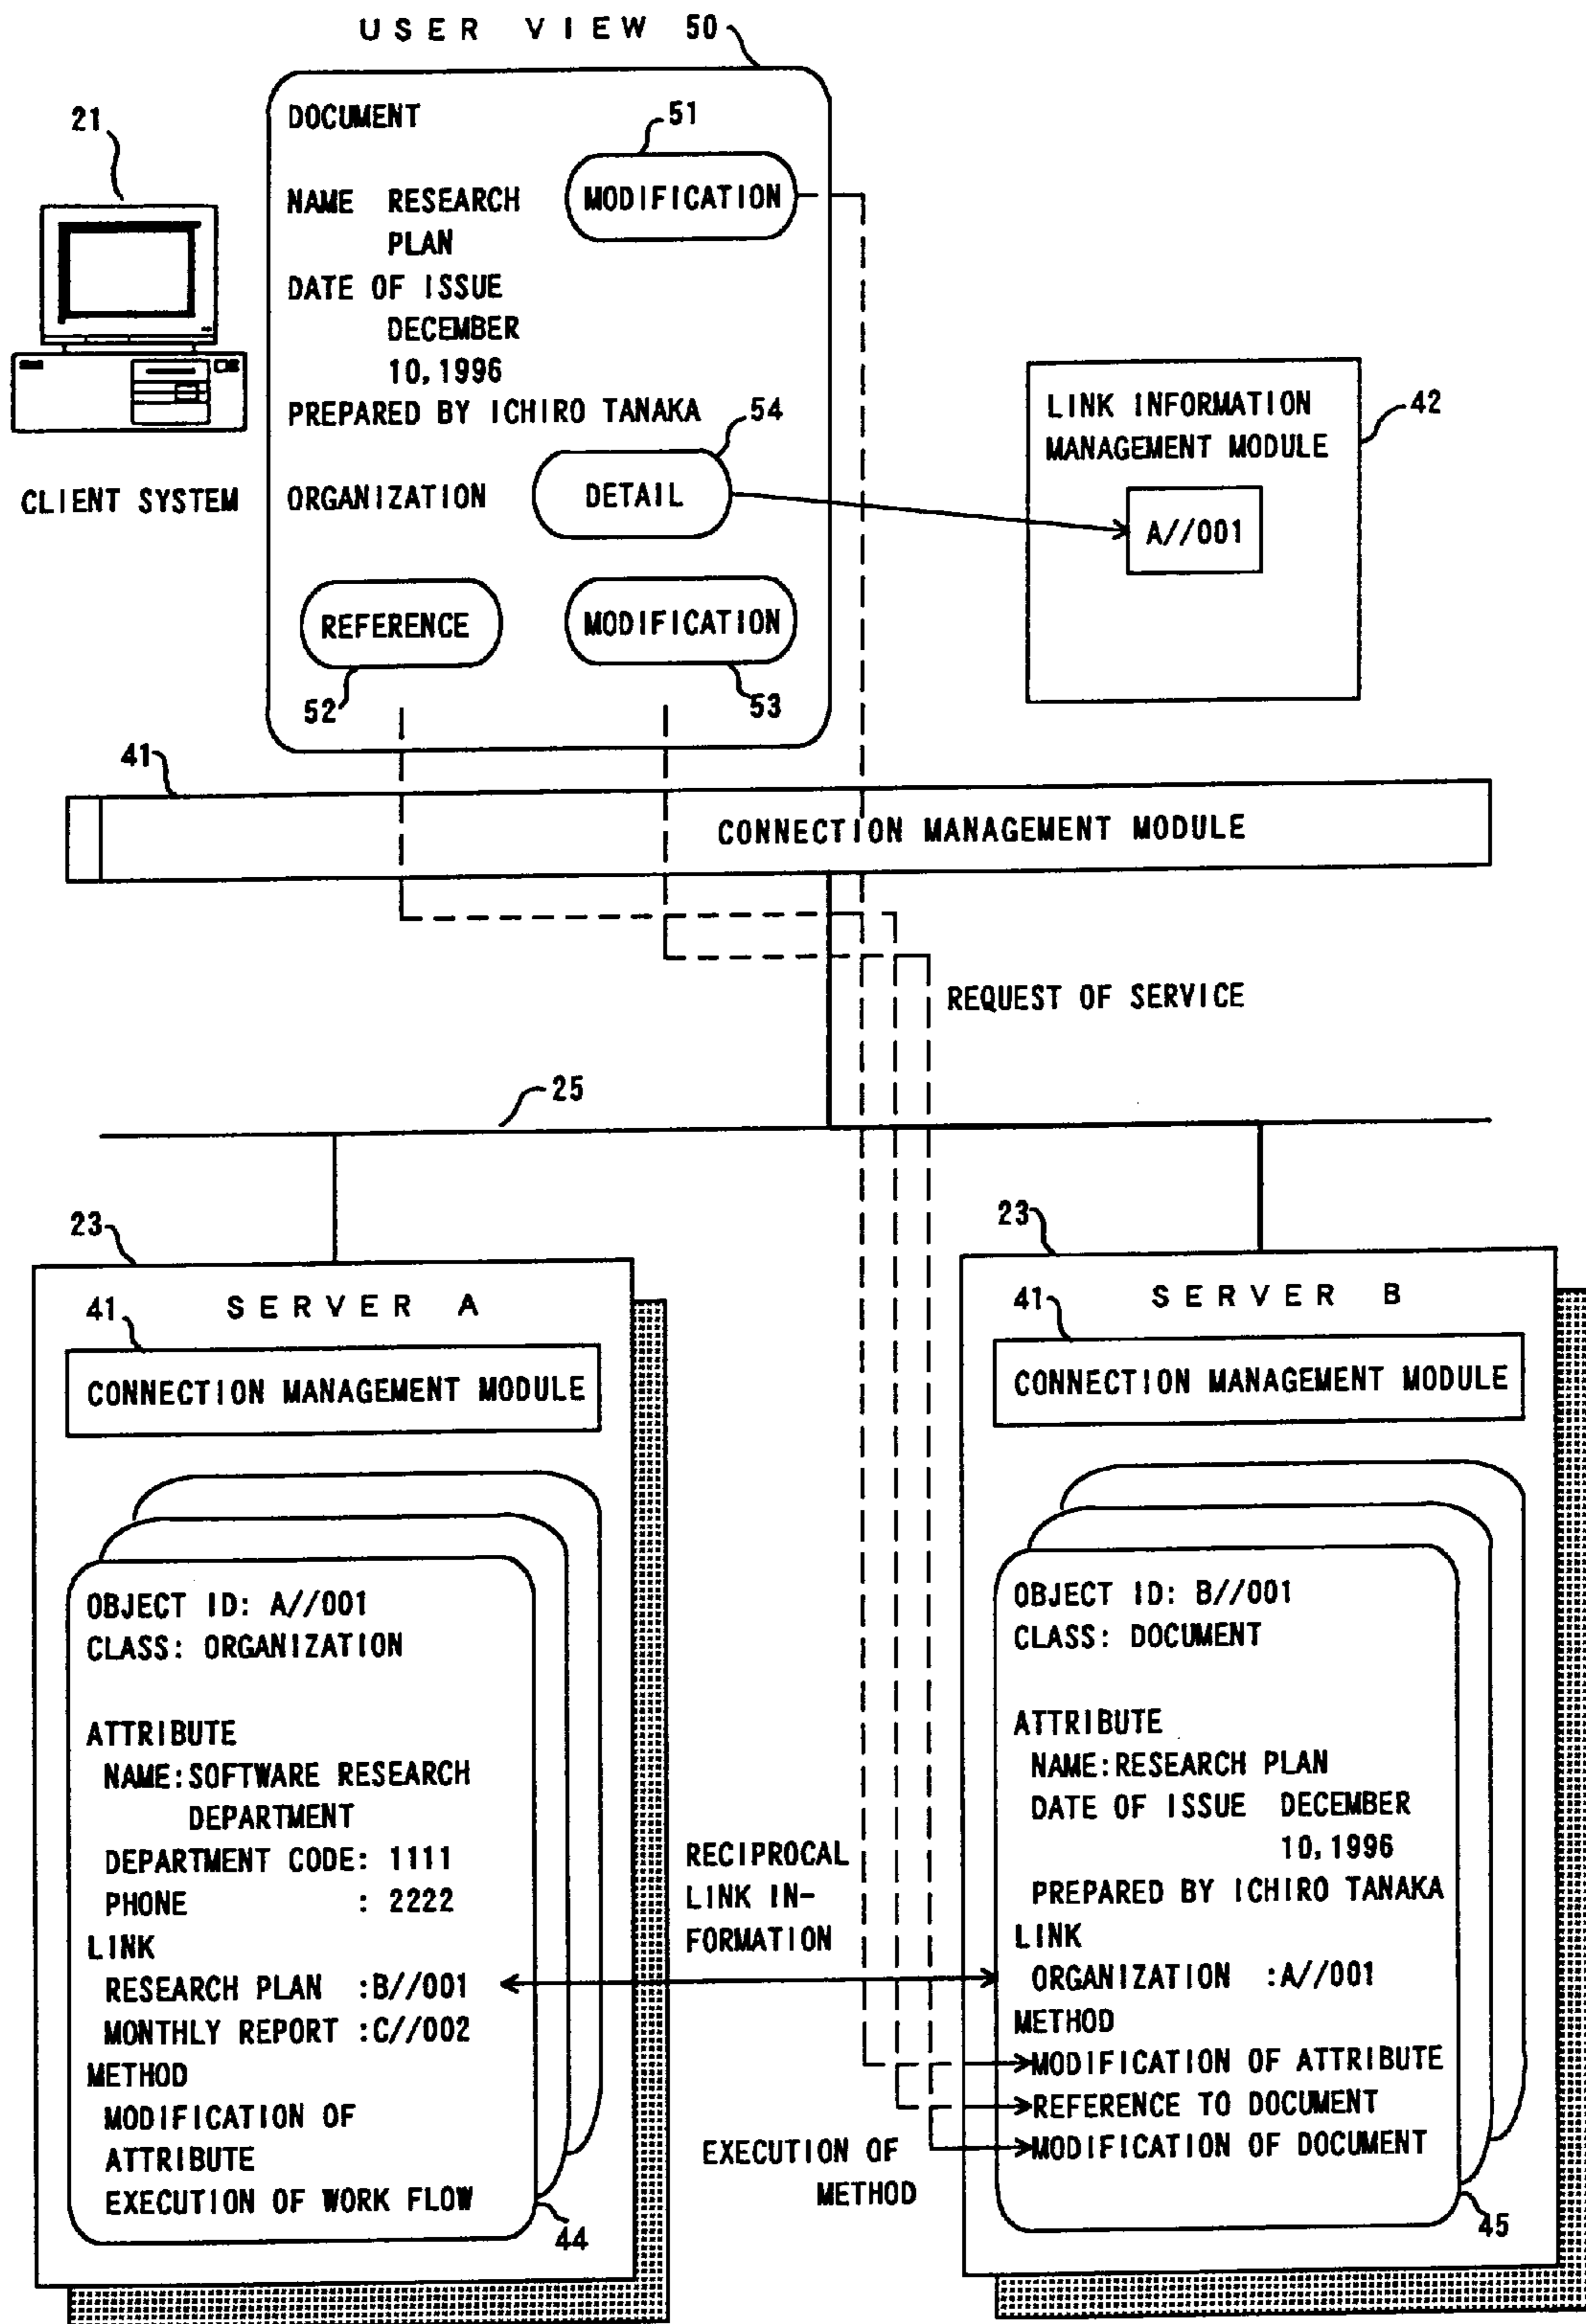 USER VIEW 50
21
DOCUMENT
51
MODIFICATION
NAME RESEARCH
PLAN
DATE OF ISSUE
DECEMBER
10,1996
PREPARED BY ICHIRO TANAKA
54
ORGANIZATION
DETAIL
CLIENT SYSTEM
REFERENCE
MODIFICATION
52
53
LINK INFORMATION
MANAGEMENT MODULE
42
A//001
41
CONNECTION MANAGEMENT MODULE
REQUEST OF SERVICE
25
23
SERVER A
41
CONNECTION MANAGEMENT MODULE
OBJECT ID: A//001
CLASS: ORGANIZATION
ATTRIBUTE
NAME:SOFTWARE RESEARCH
DEPARTMENT
DEPARTMENT CODE: 1111
PHONE : 2222
LINK
RESEARCH PLAN :B//001
MONTHLY REPORT :C//002
METHOD
MODIFICATION OF
ATTRIBUTE
EXECUTION OF WORK FLOW
44
RECIPROCAL
LINK IN-
FORMATION
EXECUTION OF
METHOD
23
SERVER B
41
CONNECTION MANAGEMENT MODULE
OBJECT ID: B//001
CLASS: DOCUMENT
ATTRIBUTE
NAME:RESEARCH PLAN
DATE OF ISSUE DECEMBER
10,1996
PREPARED BY ICHIRO TANAKA
LINK
ORGANIZATION :A//001
METHOD
MODIFICATION OF ATTRIBUTE
REFERENCE TO DOCUMENT
MODIFICATION OF DOCUMENT
45